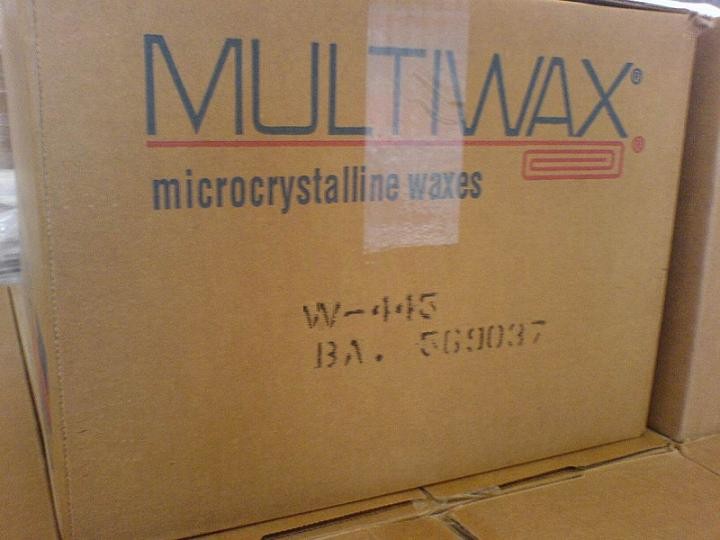 MULTIWAX®
®
microcrystalline waxes
W-445
BA. 569037